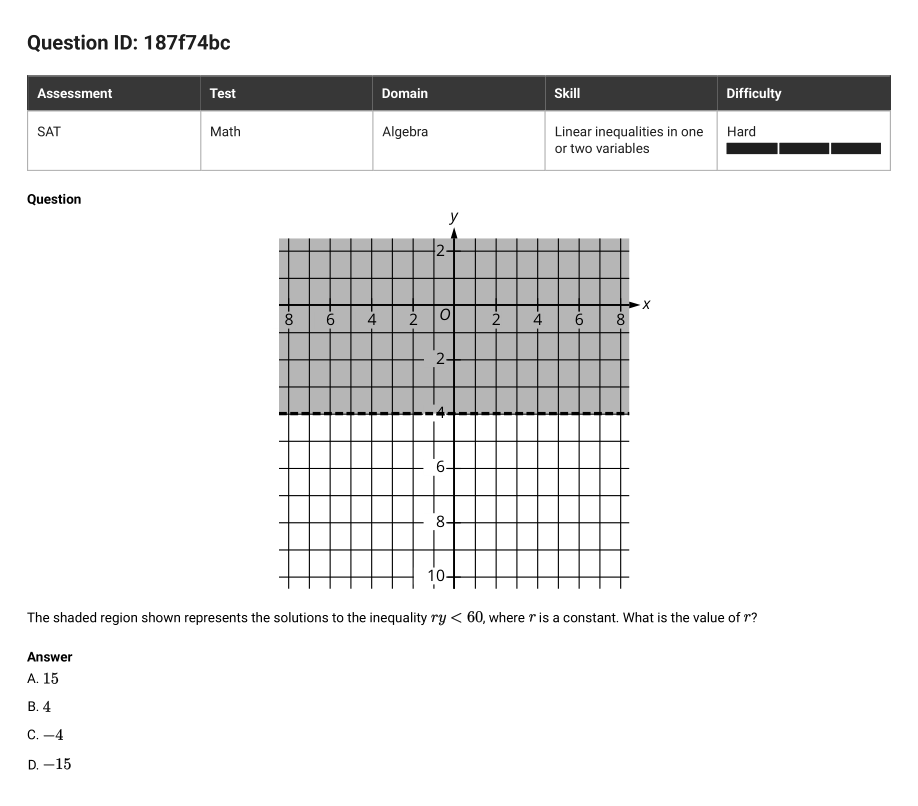 Question ID: 187f74bc
Assessment Test Domain Skill Difficulty
SAT Math Algebra Linear inequalities in one or two variables Hard
Question
y
2
x
8 6 4 2 O 2 4 6 8
2
4
6
8
10
The shaded region shown represents the solutions to the inequality ry < 60, where r is a constant. What is the value of r?
Answer
A. 15
B. 4
C. −4
D. −15